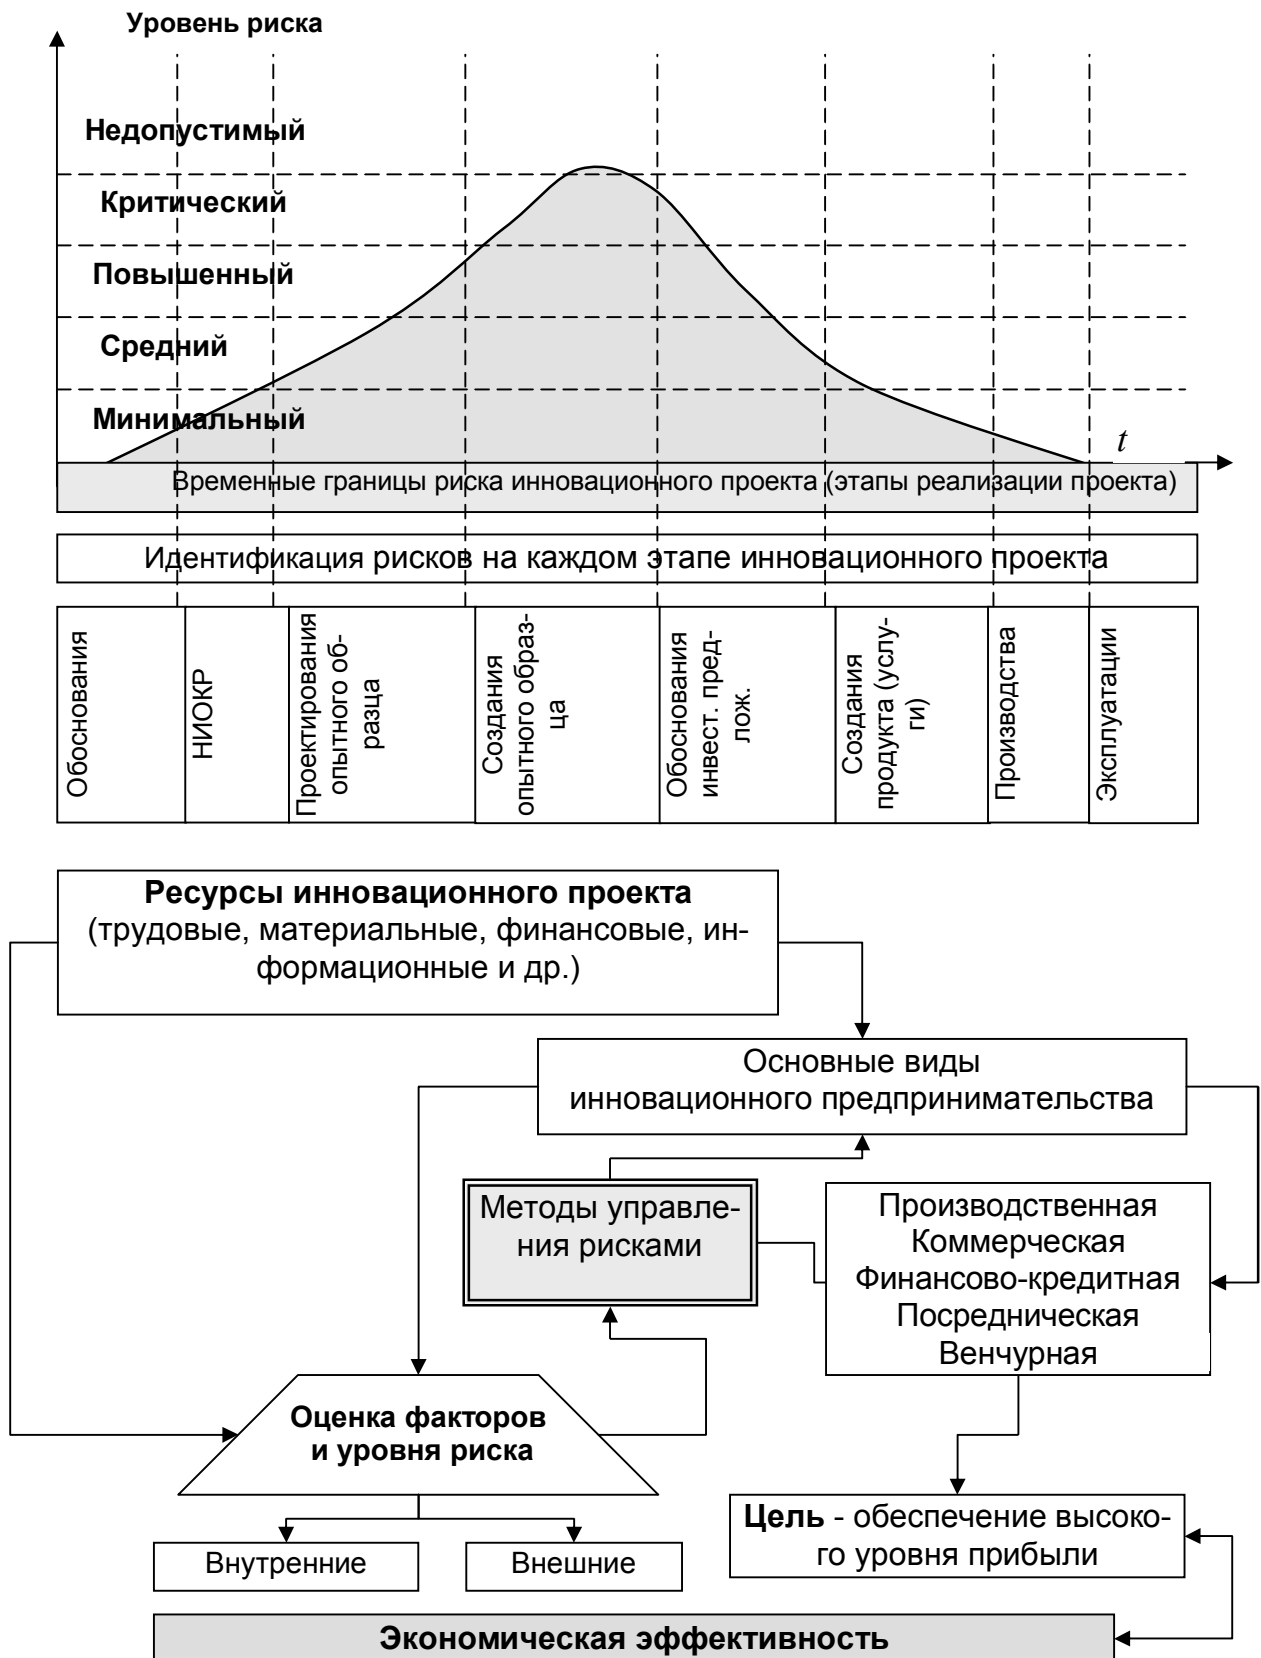 Уровень риска
Недопустимый
Критический
Повышенный
Средний
Минимальный
t
Временные границы риска инновационного проекта (этапы реализации проекта)
Идентификация рисков на каждом этапе инновационного проекта
Обоснования
НИОКР
Проектирования
опытного об-
разца
Создания
опытного образ-
ца
Обоснования
инвест. пред-
лож.
Создания
продукта (услу-
ги)
Производства
Эксплуатации
Ресурсы инновационного проекта
(трудовые, материальные, финансовые, ин-
формационные и др.)
Основные виды
инновационного предпринимательства
Методы управле-
ния рисками
Производственная
Коммерческая
Финансово-кредитная
Посредническая
Венчурная
Оценка факторов
и уровня риска
Цель - обеспечение высоко-
го уровня прибыли
Внутренние
Внешние
Экономическая эффективность